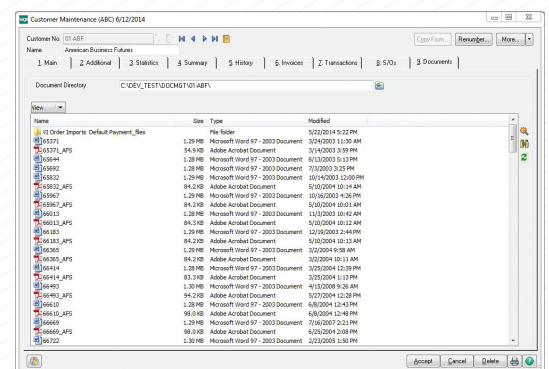 Customer Maintenance (ABC) 6/12/2014
Customer No. 01-ABF
Copy From... Renumber... More...
Name American Business Futures
1. Main 2. Additional 3. Statistics 4. Summary 5. History 6. Invoices 7. Transactions 8. S/Os 9. Documents
Document Directory C:\DEV_TEST\DOCMGT\01-ABF\
View
Name Size Type Modified
VI Order Imports Default Payment_files File folder 5/22/2014 5:22 PM
65371 1.29 MB Microsoft Word 97 - 2003 Document 3/24/2003 11:30 AM
65371_AFS 54.9 KB Adobe Acrobat Document 3/14/2003 3:59 PM
65644 1.28 MB Microsoft Word 97 - 2003 Document 6/13/2003 5:13 PM
65692 1.28 MB Microsoft Word 97 - 2003 Document 7/3/2003 3:25 PM
65832 1.29 MB Microsoft Word 97 - 2003 Document 10/14/2003 12:00 PM
65832_AFS 84.2 KB Adobe Acrobat Document 5/10/2004 10:14 AM
65967 1.29 MB Microsoft Word 97 - 2003 Document 10/16/2003 4:26 PM
65967_AFS 84.2 KB Adobe Acrobat Document 5/10/2004 10:01 AM
66013 1.28 MB Microsoft Word 97 - 2003 Document 11/3/2003 10:42 AM
66013_AFS 84.3 KB Adobe Acrobat Document 5/10/2004 10:12 AM
66183 1.29 MB Microsoft Word 97 - 2003 Document 12/19/2003 2:44 PM
66183_AFS 84.2 KB Adobe Acrobat Document 5/10/2004 10:13 AM
66365 1.29 MB Microsoft Word 97 - 2003 Document 3/2/2004 9:58 AM
66365_AFS 84.2 KB Adobe Acrobat Document 3/2/2004 10:11 AM
66414 1.28 MB Microsoft Word 97 - 2003 Document 3/25/2004 12:39 PM
66414_AFS 83.3 KB Adobe Acrobat Document 3/25/2004 1:13 PM
66493 1.30 MB Microsoft Word 97 - 2003 Document 4/15/2008 9:26 AM
66493_AFS 94.2 KB Adobe Acrobat Document 5/27/2004 12:28 PM
66610 1.28 MB Microsoft Word 97 - 2003 Document 6/8/2004 12:43 PM
66610_AFS 98.0 KB Adobe Acrobat Document 6/8/2004 12:48 PM
66669 1.29 MB Microsoft Word 97 - 2003 Document 7/16/2007 2:21 PM
66669_AFS 98.0 KB Adobe Acrobat Document 6/25/2004 2:08 PM
66722 1.30 MB Microsoft Word 97 - 2003 Document 2/23/2005 1:50 PM
Accept Cancel Delete